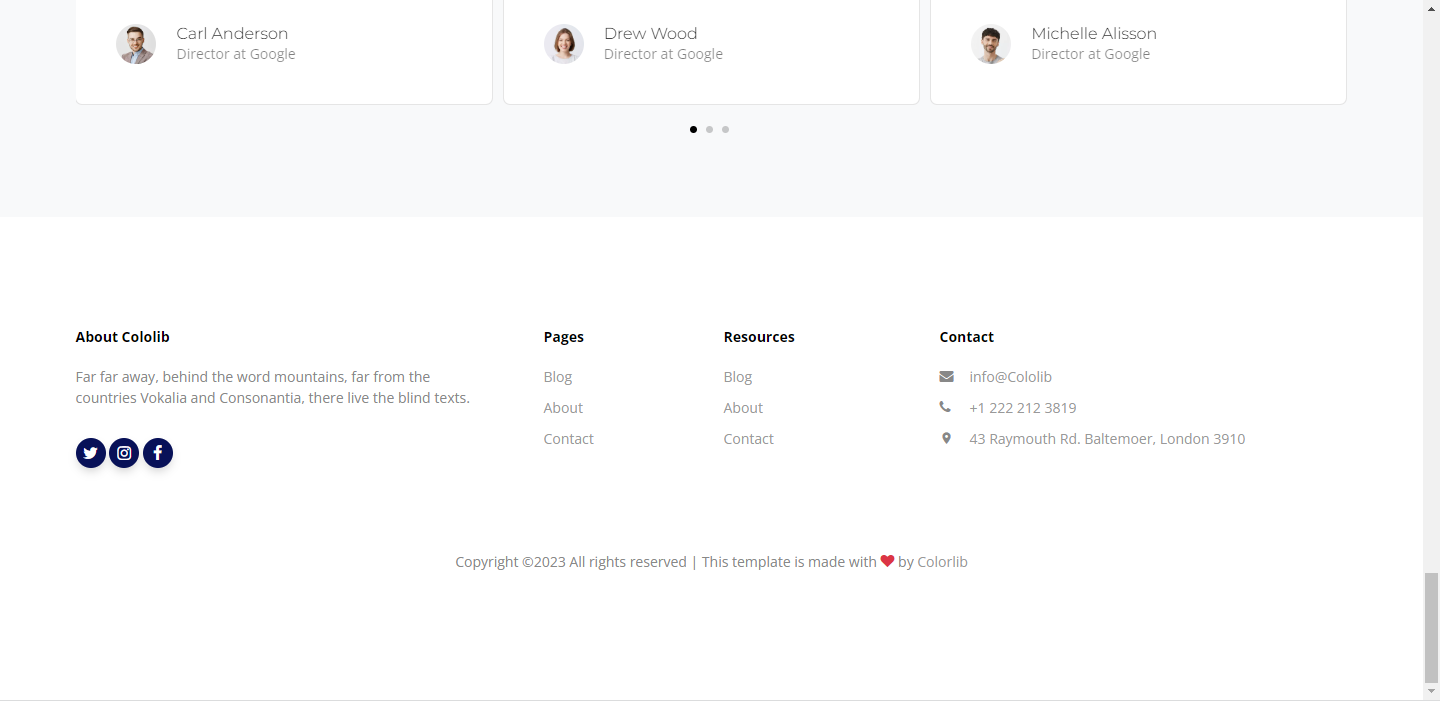 Carl Anderson
Director at Google
Drew Wood
Director at Google
Michelle Alisson
Director at Google
About Cololib
Far far away, behind the word mountains, far from the
countries Vokalia and Consonantia, there live the blind texts.
Pages
Blog
About
Contact
Resources
Blog
About
Contact
Contact
info@Cololib
+1 222 212 3819
43 Raymouth Rd. Baltemoer, London 3910
Copyright ©2023 All rights reserved | This template is made with ❤ by Colorlib